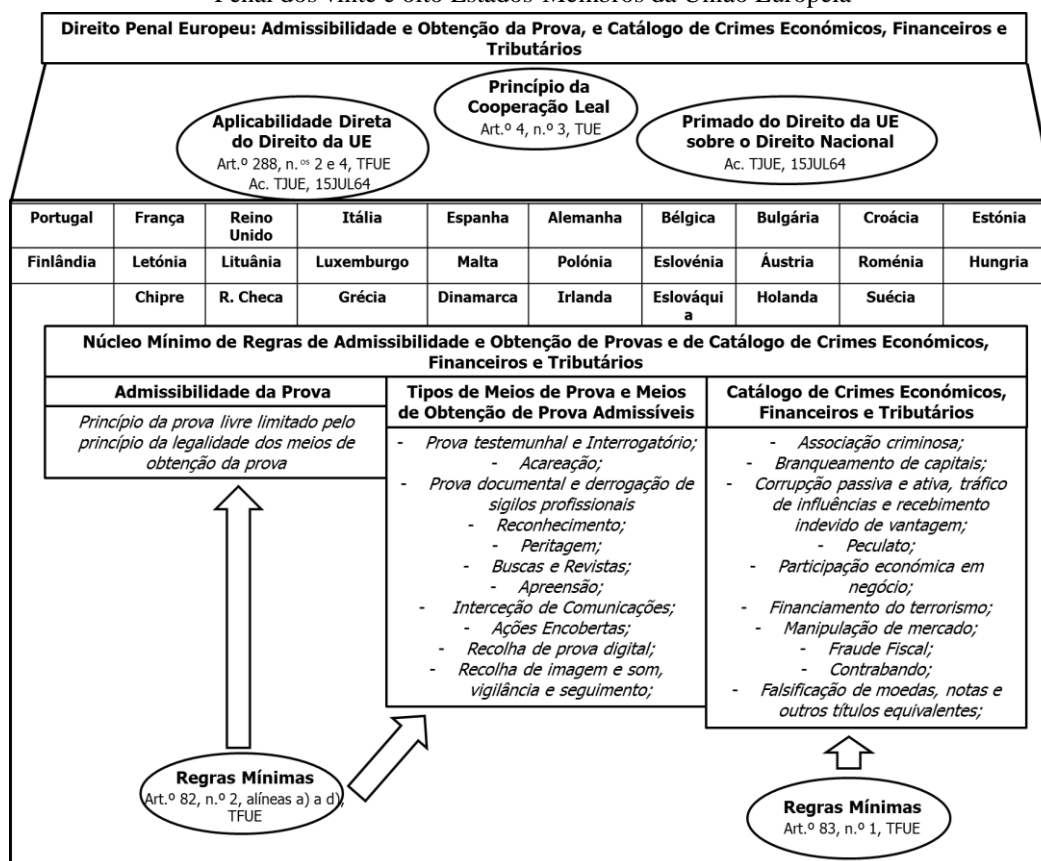 Penal dos vinte e oito Estados-Membros da União Europeia
Direito Penal Europeu: Admissibilidade e Obtenção da Prova, e Catálogo de Crimes Económicos, Financeiros e
Tributários
Princípio da
Cooperação Leal
Art.º 4, n.º 3, TUE
Aplicabilidade Direta
do Direito da UE
Art.º 288, n. ᵒˢ 2 e 4, TFUE
Ac. TJUE, 15JUL64
Primado do Direito da UE
sobre o Direito Nacional
Ac. TJUE, 15JUL64
Portugal França Reino Itália Espanha Alemanha Bélgica Bulgária Croácia Estónia
Unido
Finlândia Letónia Lituânia Luxemburgo Malta Polónia Eslovénia Áustria Roménia Hungria
Chipre R. Checa Grécia Dinamarca Irlanda Eslováqui Holanda Suécia
a
Núcleo Mínimo de Regras de Admissibilidade e Obtenção de Provas e de Catálogo de Crimes Económicos,
Financeiros e Tributários
Admissibilidade da Prova
Princípio da prova livre limitado pelo
princípio da legalidade dos meios de
obtenção da prova
Tipos de Meios de Prova e Meios
de Obtenção de Prova Admissíveis
- Prova testemunhal e Interrogatório;
- Acareação;
- Prova documental e derrogação de
sigilos profissionais
- Reconhecimento;
- Peritagem;
- Buscas e Revistas;
- Apreensão;
- Interceção de Comunicações;
- Ações Encobertas;
- Recolha de prova digital;
- Recolha de imagem e som,
vigilância e seguimento;
Catálogo de Crimes Económicos,
Financeiros e Tributários
- Associação criminosa;
- Branqueamento de capitais;
- Corrupção passiva e ativa, tráfico
de influências e recebimento
indevido de vantagem;
- Peculato;
- Participação económica em
negócio;
- Financiamento do terrorismo;
- Manipulação de mercado;
- Fraude Fiscal;
- Contrabando;
- Falsificação de moedas, notas e
outros títulos equivalentes;
Regras Mínimas
Art.º 82, n.º 2, alíneas a) a d),
TFUE
Regras Mínimas
Art.º 83, n.º 1, TFUE